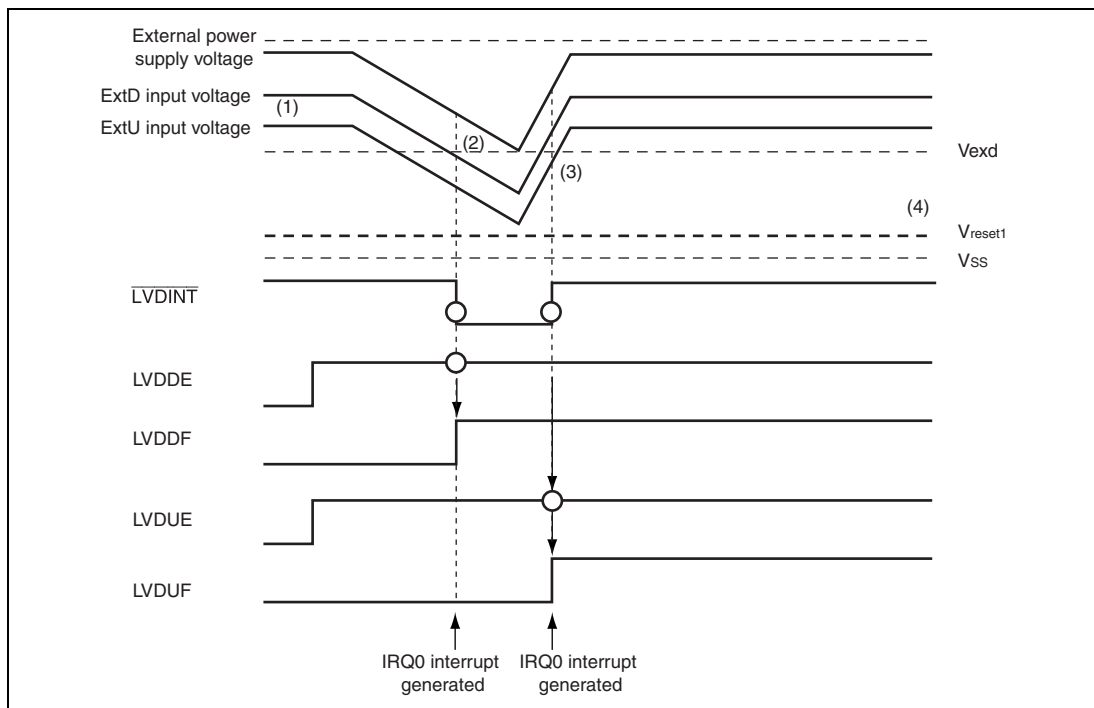 External power
supply voltage
ExtD input voltage
(1)
ExtU input voltage
(2)
(3)
Vexd
(4)
Vreset1
VSS
LVDINT
LVDDE
LVDDF
LVDUE
LVDUF
IRQ0 interrupt
generated
IRQ0 interrupt
generated